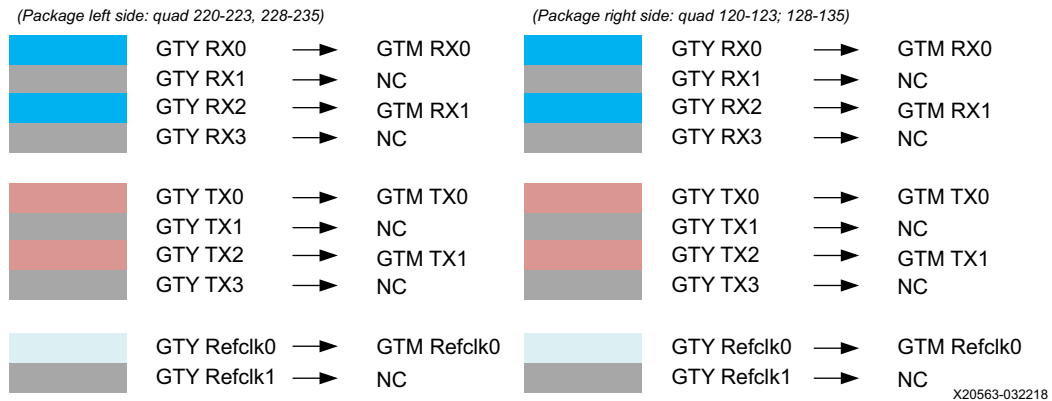 (Package left side: quad 220-223, 228-235)
GTY RX0 GTM RX0
GTY RX1 NC
GTY RX2 GTM RX1
GTY RX3 NC
GTY TX0 GTM TX0
GTY TX1 NC
GTY TX2 GTM TX1
GTY TX3 NC
GTY Refclk0 GTM Refclk0
GTY Refclk1 NC
(Package right side: quad 120-123; 128-135)
GTY RX0 GTM RX0
GTY RX1 NC
GTY RX2 GTM RX1
GTY RX3 NC
GTY TX0 GTM TX0
GTY TX1 NC
GTY TX2 GTM TX1
GTY TX3 NC
GTY Refclk0 GTM Refclk0
GTY Refclk1 NC
X20563-032218